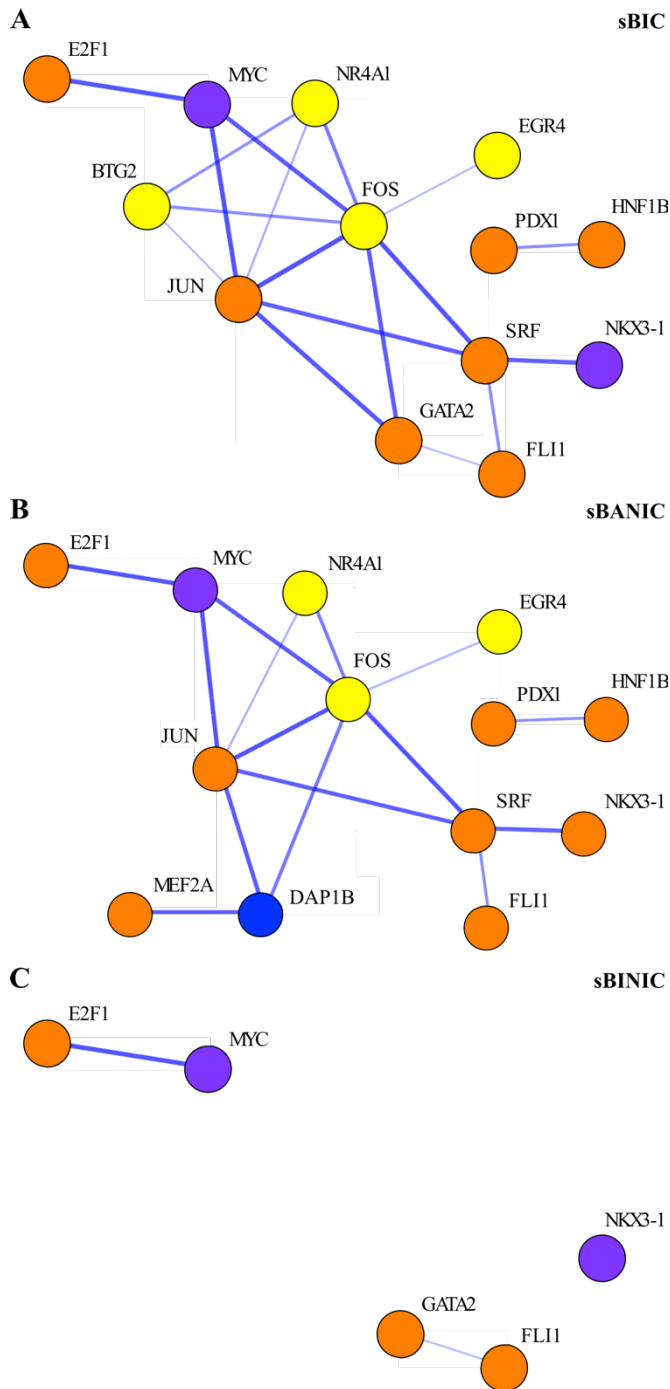 A
sBIC
E2F1
MYC
NR4A1
EGR4
BTG2
FOS
PDX1
HNF1B
JUN
SRF
NKX3-1
GATA2
FLI1
B
sBANIC
E2F1
MYC
NR4A1
EGR4
FOS
PDX1
HNF1B
JUN
SRF
NKX3-1
MEF2A
DAP1B
FLI1
C
sBINIC
E2F1
MYC
NKX3-1
GATA2
FLI1